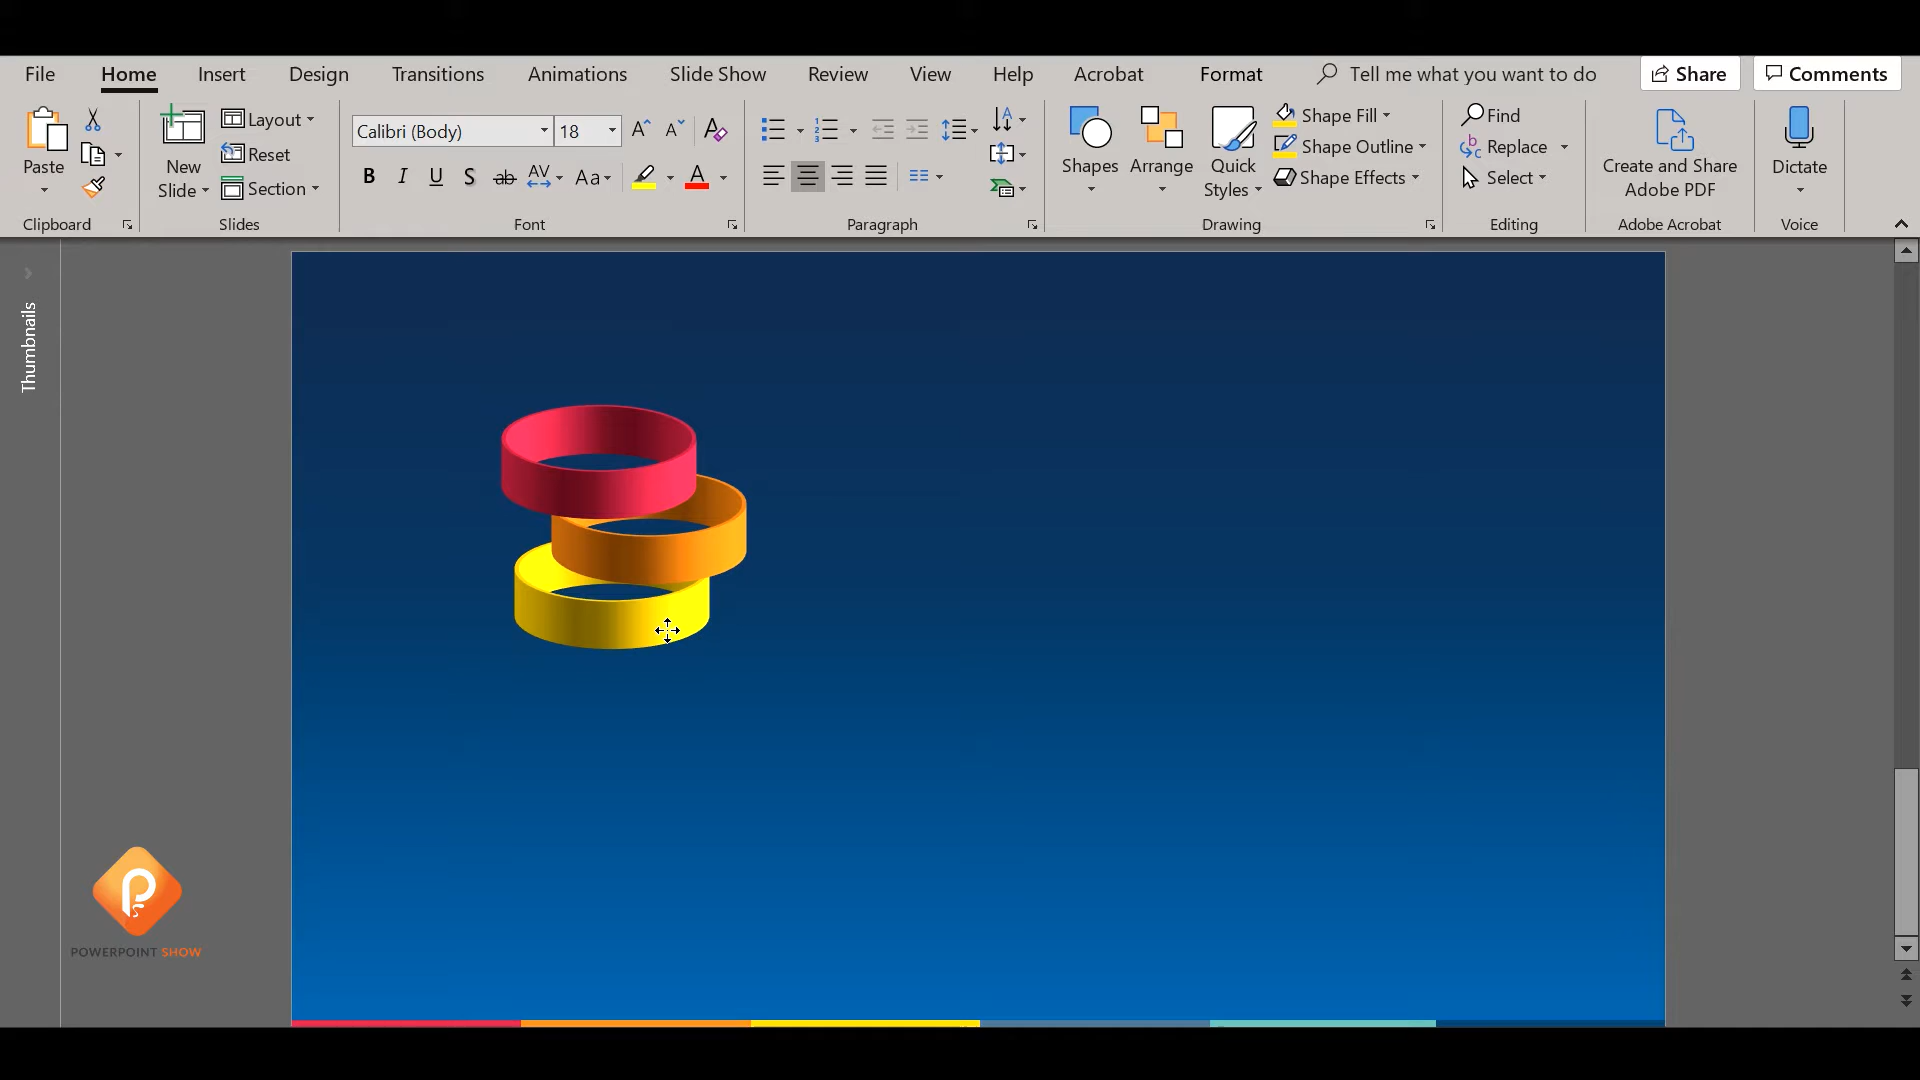 File Home Insert Design Transitions Animations Slide Show Review View Help Acrobat Format Tell me what you want to do Share Comments
Paste
Clipboard
New
Slide
Layout
Reset
Section
Slides
Calibri (Body) 18
B I U S ab AV Aa A
Font
Paragraph
Shapes
Arrange
Quick
Styles
Shape Fill
Shape Outline
Shape Effects
Drawing
Find
Replace
Select
Editing
Create and Share
Adobe PDF
Adobe Acrobat
Dictate
Voice
Thumbnails
POWERPOINT SHOW